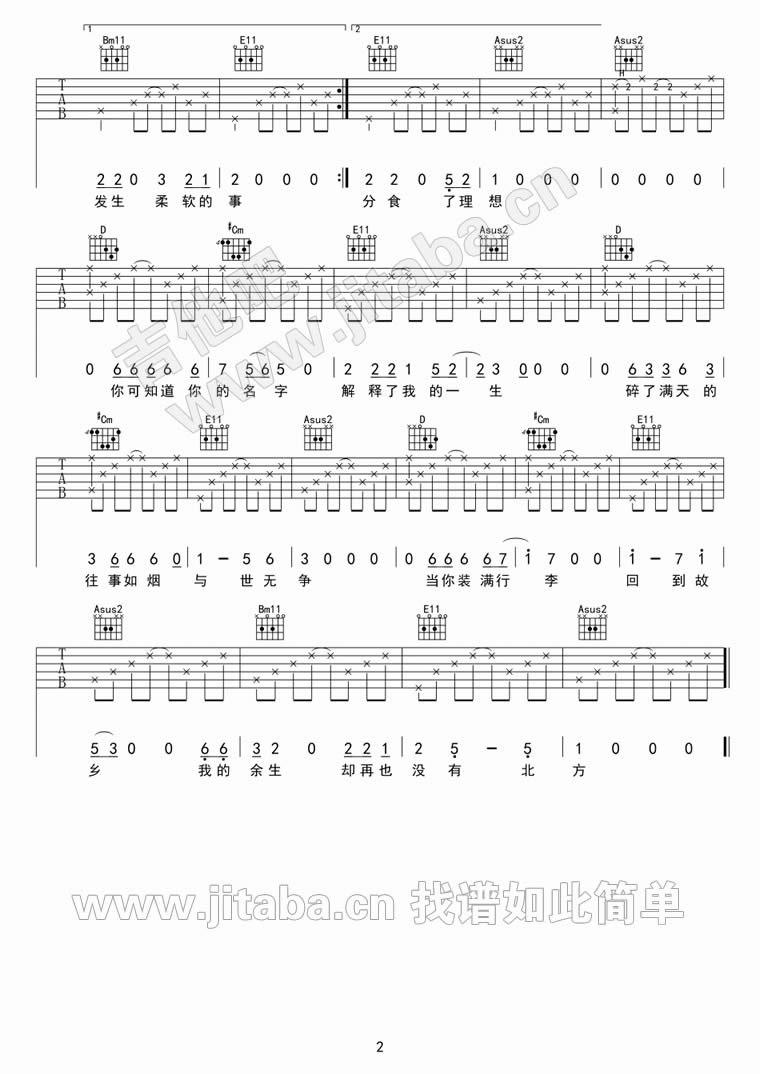 1 2
Bm11 E11 E11 Asus2 Asus2
T A B H 2 2 2
2 2 0 3 2 1 | 2 0 0 0 :| 2 2 0 5 2 | 1 0 0 0 | 0 0 0 0
发生 柔软的事 分食 了理想
D #Cm E11 Asus2 D
T A B
0 6 6 6 6 6 | 7 5 6 5 0 | 2 2 2 1 5 2 | 2 3 0 0 0 | 0 6 3 3 6 3
你可知道你的名字 解释了我的一生 碎了满天的
#Cm E11 Asus2 D #Cm E11
T A B
3 6 6 6 0 | 1 - 5 6 | 3 0 0 0 | 0 6 6 6 6 7 | 1 7 0 0 | 1 - 7 1
往事如烟 与世无争 当你装满行李 回到故
Asus2 Bm11 E11 Asus2
T A B
5 3 0 0 6 6 | 3 2 0 2 2 1 | 2 5 - 5 | 1 0 0 0
乡 我的余生 却再也没有 北方
吉他吧
www.jitaba.cn
www.jitaba.cn 找谱如此简单
2